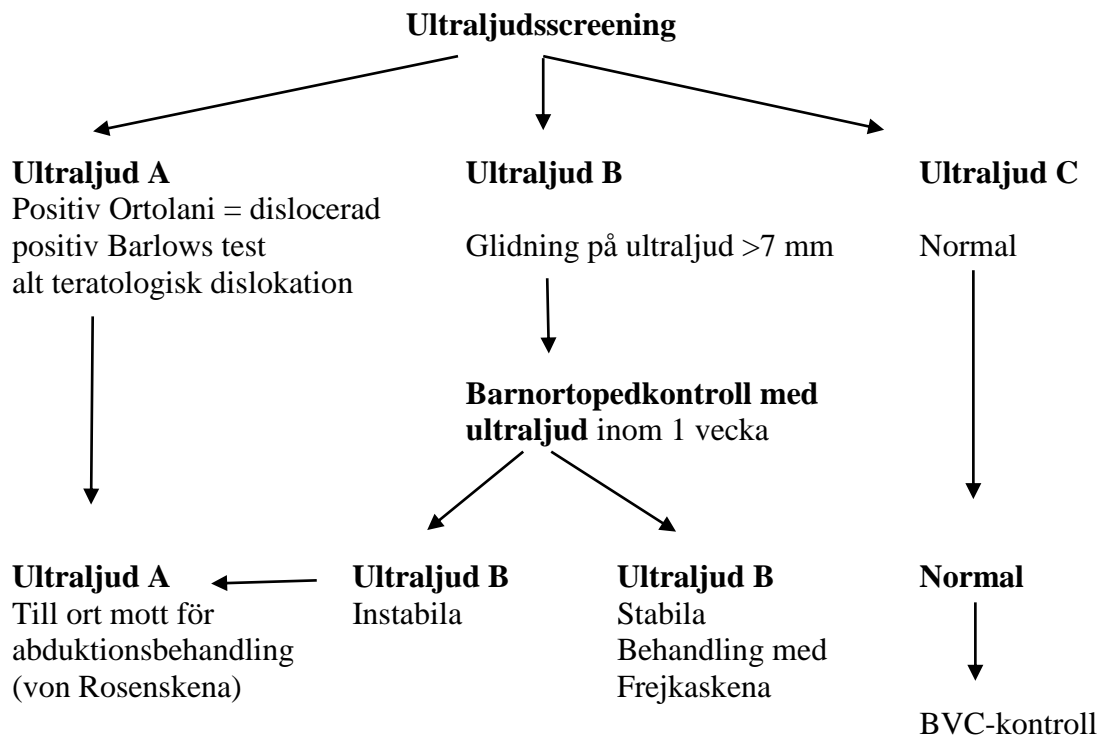 Ultraljudsscreening
Ultraljud A
Positiv Ortolani = dislocerad
positiv Barlows test
alt teratologisk dislokation
Ultraljud B
Glidning på ultraljud >7 mm
Ultraljud C
Normal
Barnortopedkontroll med
ultraljud inom 1 vecka
Ultraljud A
Till ort mott för
abduktionsbehandling
(von Rosenskena)
Ultraljud B
Instabila
Ultraljud B
Stabila
Behandling med
Frejkaskena
Normal
BVC-kontroll